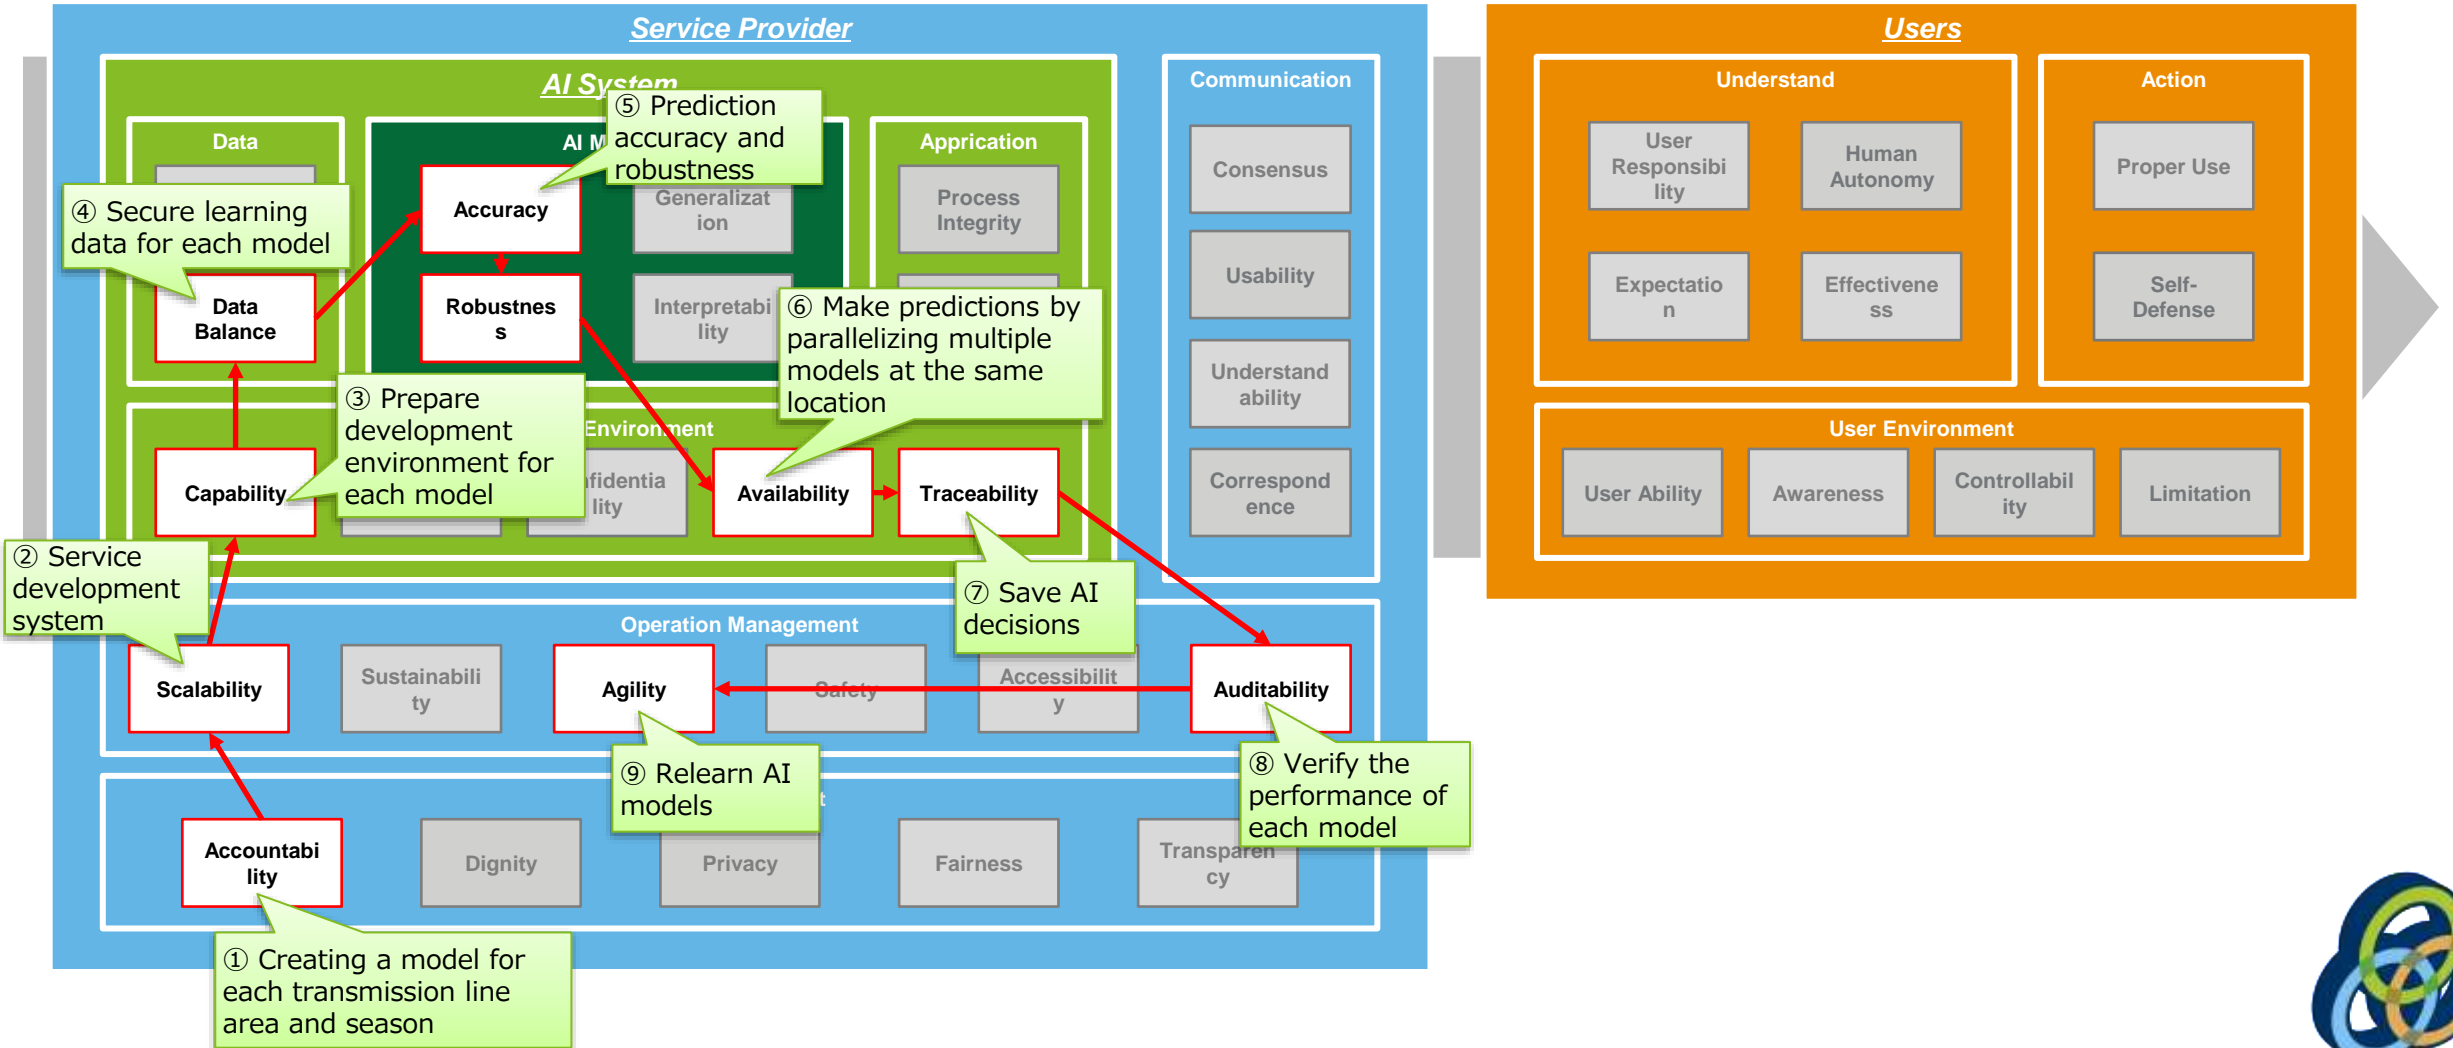 Service Provider
AI System
Data
④ Secure learning
data for each model
Data
Balance
⑤ Prediction
accuracy and
robustness
AI M
Accuracy
Generalizat
ion
Robustnes
s
Interpretabi
lity
Apprication
Process
Integrity
⑥ Make predictions by
parallelizing multiple
models at the same
location
③ Prepare
development
environment for
each model
Environment
Capability
fidentia
lity
Availability
Traceability
Communication
Consensus
Usability
Understand
ability
Correspond
ence
② Service
development
system
⑦ Save AI
decisions
Operation Management
Scalability
Sustainabili
ty
Agility
Safety
Accessibilit
y
Auditability
⑨ Relearn AI
models
⑧ Verify the
performance of
each model
t
Accountabi
lity
Dignity
Privacy
Fairness
Transparen
cy
① Creating a model for
each transmission line
area and season
Users
Understand
User
Responsibi
lity
Human
Autonomy
Expectatio
n
Effectivene
ss
Action
Proper Use
Self-
Defense
User Environment
User Ability
Awareness
Controllabil
ity
Limitation